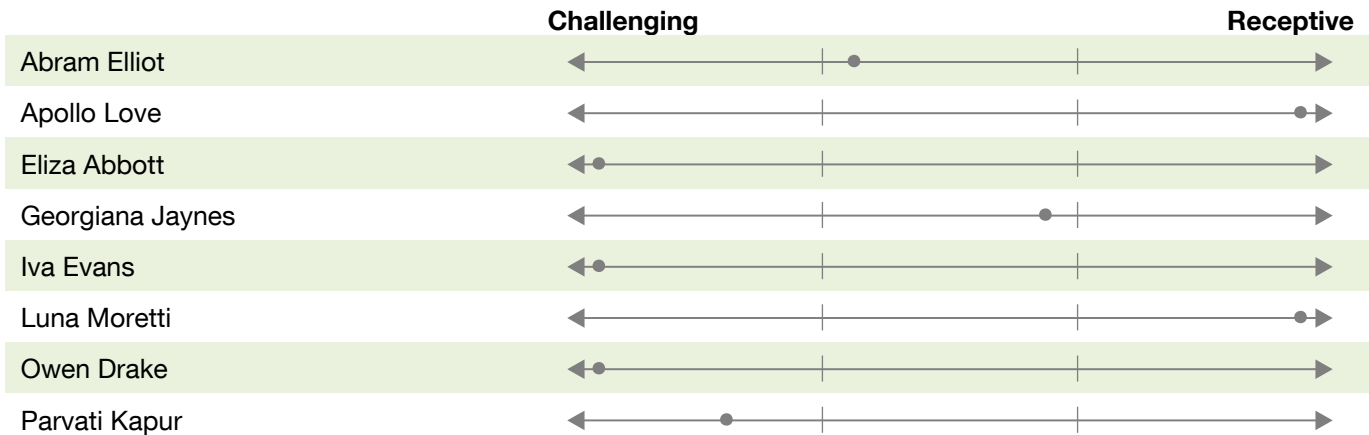 Challenging Receptive
Abram Elliot
Apollo Love
Eliza Abbott
Georgiana Jaynes
Iva Evans
Luna Moretti
Owen Drake
Parvati Kapur